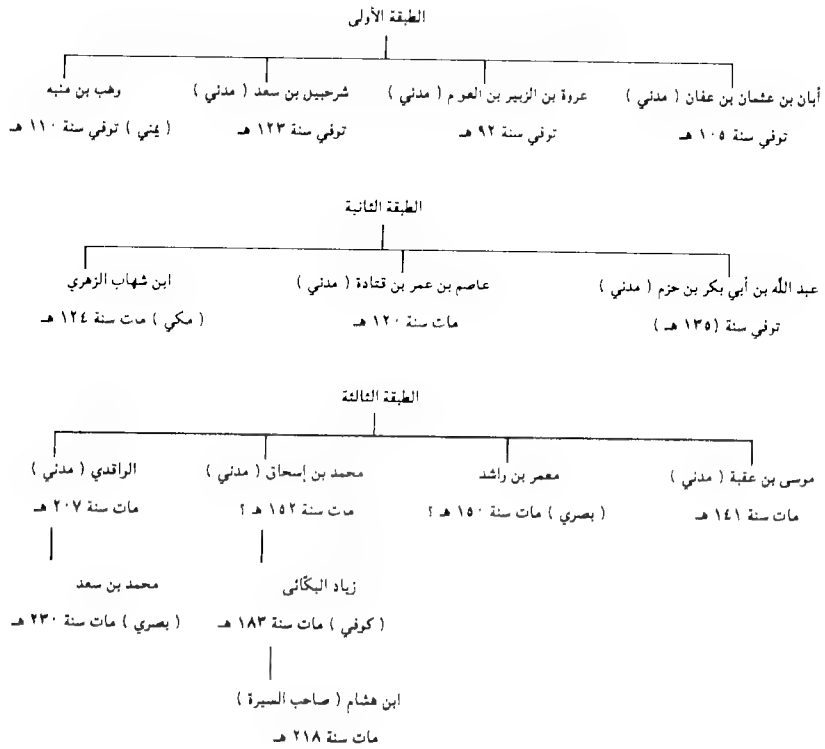 الطبقة الأولى
أبان بن عشمان بن عفان ( مدني ) عروة بن الزبير بن العوم ( مدني ) شرحبيل بن سعد ( مدني ) وهب بن منبه
توفي سنة ١٠٥ هـ توفي سنة ٩٢ هـ توفي سنة ١٢٣ هـ ( يمني ) توفي سنة ١١٠ هـ
الطبقة الثانية
عبد اللّٰه بن أبي بكر بن حزم ( مدني ) عاصم بن عمر بن قتادة ( مدني ) ابن شهاب الزهري
توفي سنة (١٣٥ هـ ) مات سنة ١٢٠ هـ ( مكي ) مات سنة ١٢٤ هـ
الطبقة الثالثة
موسى بن عقبة ( مدني ) معمر بن راشد محمد بن إسحاق ( مدني ) الواقدي ( مدني )
مات سنة ١٤١ هـ ( بصري ) مات سنة ١٥٠ هـ ؟ مات سنة ١٥٢ هـ ؟ مات سنة ٢٠٧ هـ
زياد البكّائى محمد بن سعد
( كوفي ) مات سنة ١٨٣ هـ ( بصري ) مات سنة ٢٣٠ هـ
ابن هشام ( صاحب السيرة )
مات سنة ٢١٨ هـ